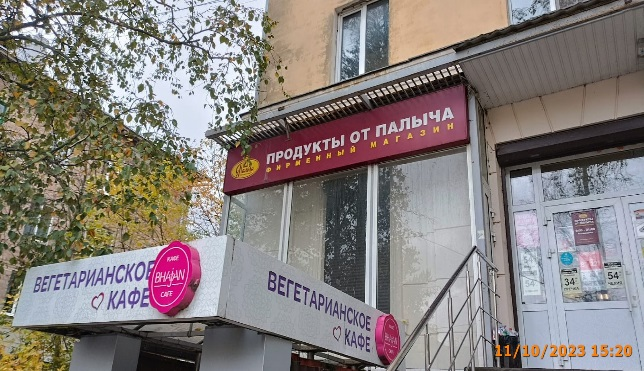 ПРОДУКТЫ ОТ ПАЛЫЧА
ФИРМЕННЫЙ МАГАЗИН
ВЕГЕТАРИАНСКОЕ
КАФЕ
КАФЕ
BHAJAN
CAFE
ВЕГЕТАРИАНСКОЕ
КАФЕ
34
54
11/10/2023 15:20